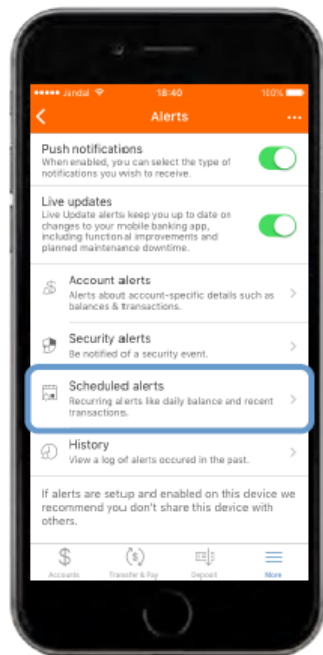 Jandal 18:40 100%
Alerts
Push notifications
When enabled, you can select the type of
notifications you wish to receive.
Live updates
Live Update alerts keep you up to date on
changes to your mobile banking app,
including functional improvements and
planned maintenance downtime.
Account alerts
Alerts about account-specific details such as
balances & transactions.
Security alerts
Be notified of a security event.
Scheduled alerts
Recurring alerts like daily balance and recent
transactions.
History
View a log of alerts occured in the past.
If alerts are setup and enabled on this device we
recommend you don't share this device with
others.
Accounts Transfer & Pay Deposit More